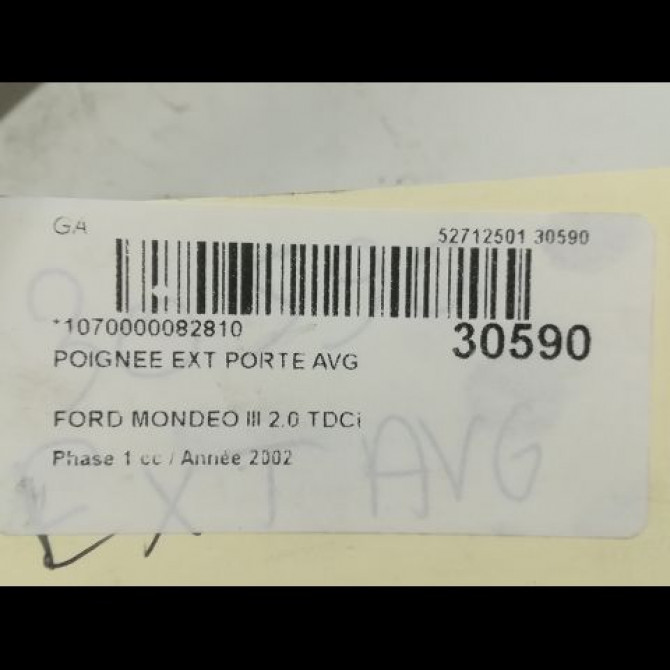 GA
52712501 30590
*1070000082810
30590
POIGNEE EXT PORTE AVG
FORD MONDEO III 2.0 TDCi
Phase 1 cc / Année 2002
EXT AVG